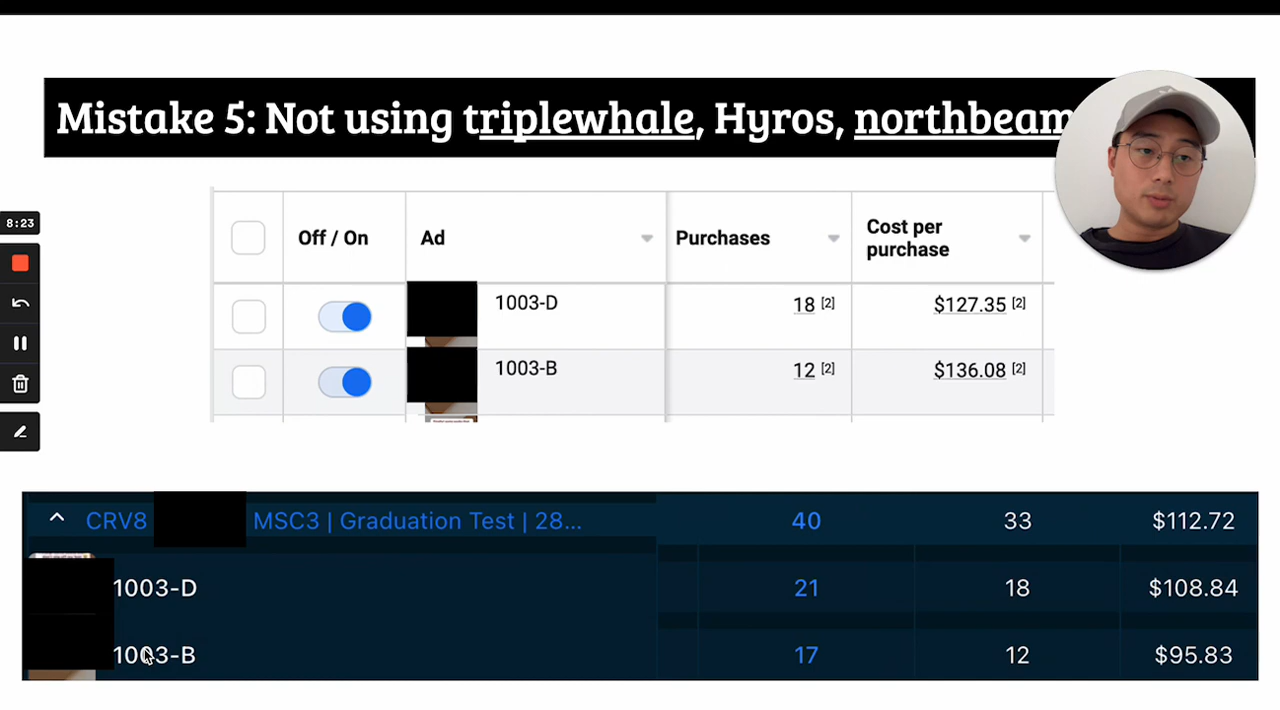 Mistake 5: Not using triplewhale, Hyros, northbeam
8:23
Off / On Ad Purchases Cost per purchase
1003-D 18 [2] $127.35 [2]
1003-B 12 [2] $136.08 [2]
CRV8 MSC3 | Graduation Test | 28... 40 33 $112.72
1003-D 21 18 $108.84
1003-B 17 12 $95.83